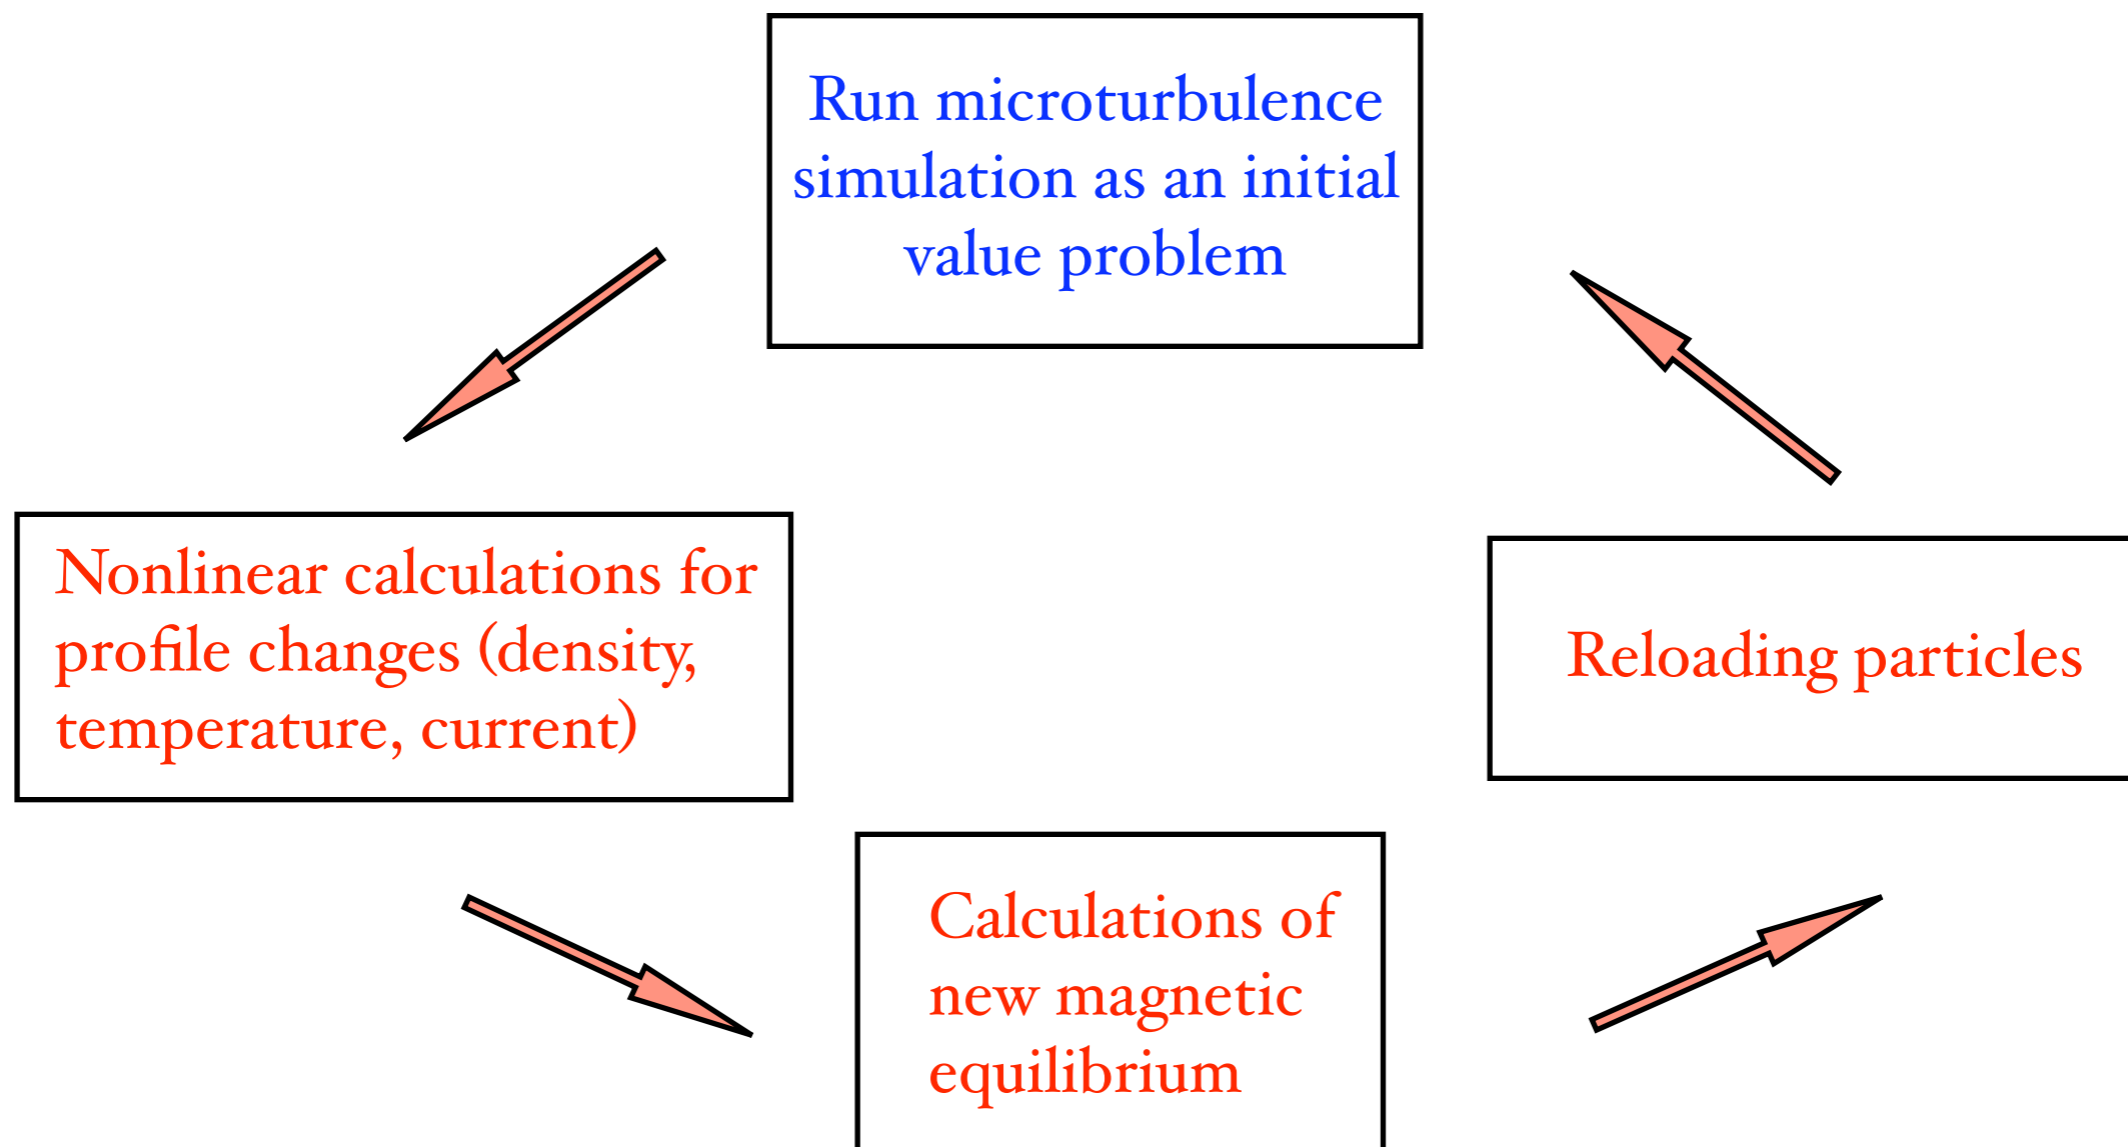 Run microturbulence
simulation as an initial
value problem
Nonlinear calculations for
profile changes (density,
temperature, current)
Reloading particles
Calculations of
new magnetic
equilibrium